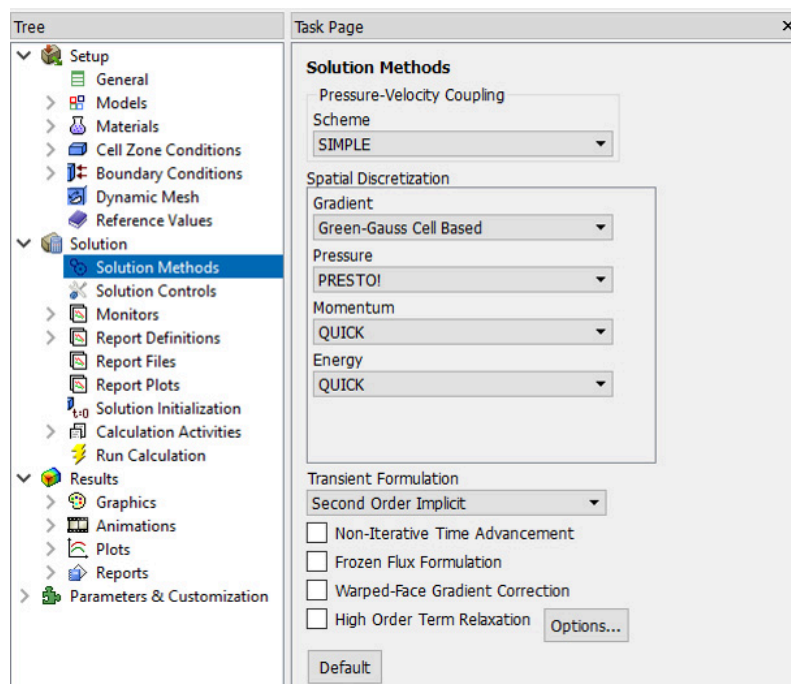 Tree
Setup
General
Models
Materials
Cell Zone Conditions
Boundary Conditions
Dynamic Mesh
Reference Values
Solution
Solution Methods
Solution Controls
Monitors
Report Definitions
Report Files
Report Plots
t=0 Solution Initialization
Calculation Activities
Run Calculation
Results
Graphics
Animations
Plots
Reports
Parameters & Customization
Task Page
Solution Methods
Pressure-Velocity Coupling
Scheme
SIMPLE
Spatial Discretization
Gradient
Green-Gauss Cell Based
Pressure
PRESTO!
Momentum
QUICK
Energy
QUICK
Transient Formulation
Second Order Implicit
Non-Iterative Time Advancement
Frozen Flux Formulation
Warped-Face Gradient Correction
High Order Term Relaxation Options...
Default